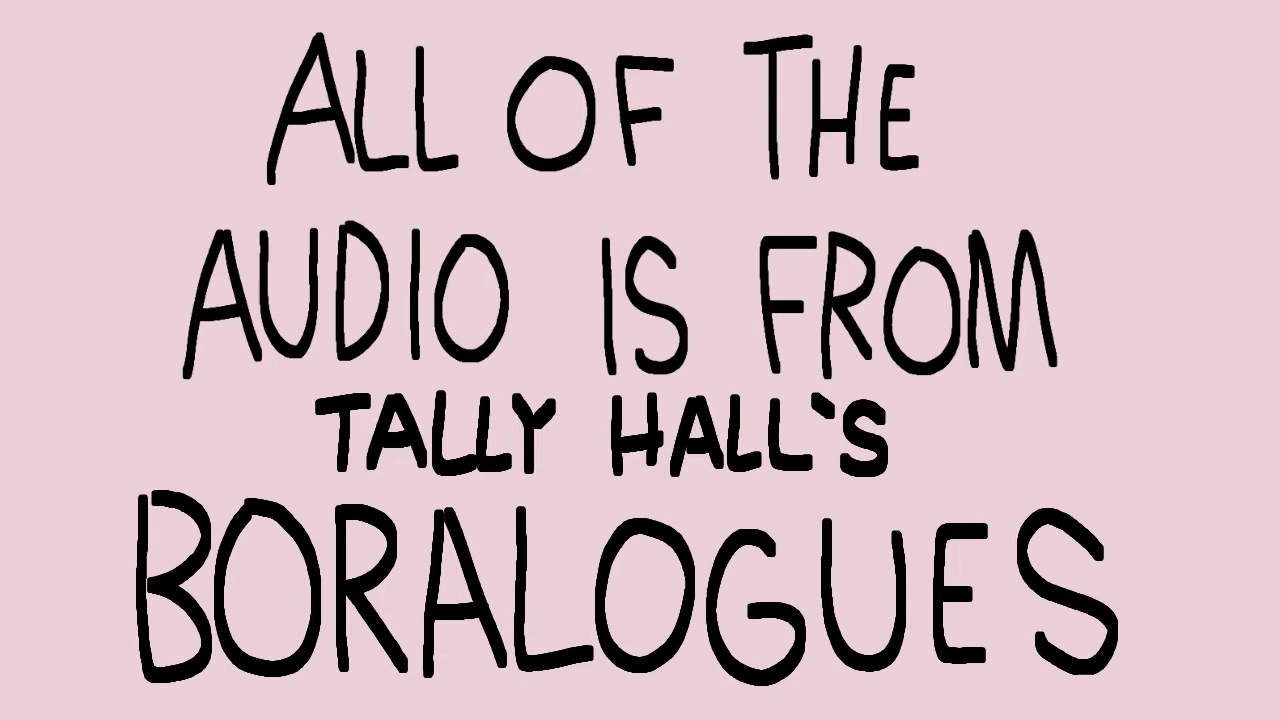 ALL OF THE
AUDIO IS FROM
TALLY HALL`S
BORALOGUES